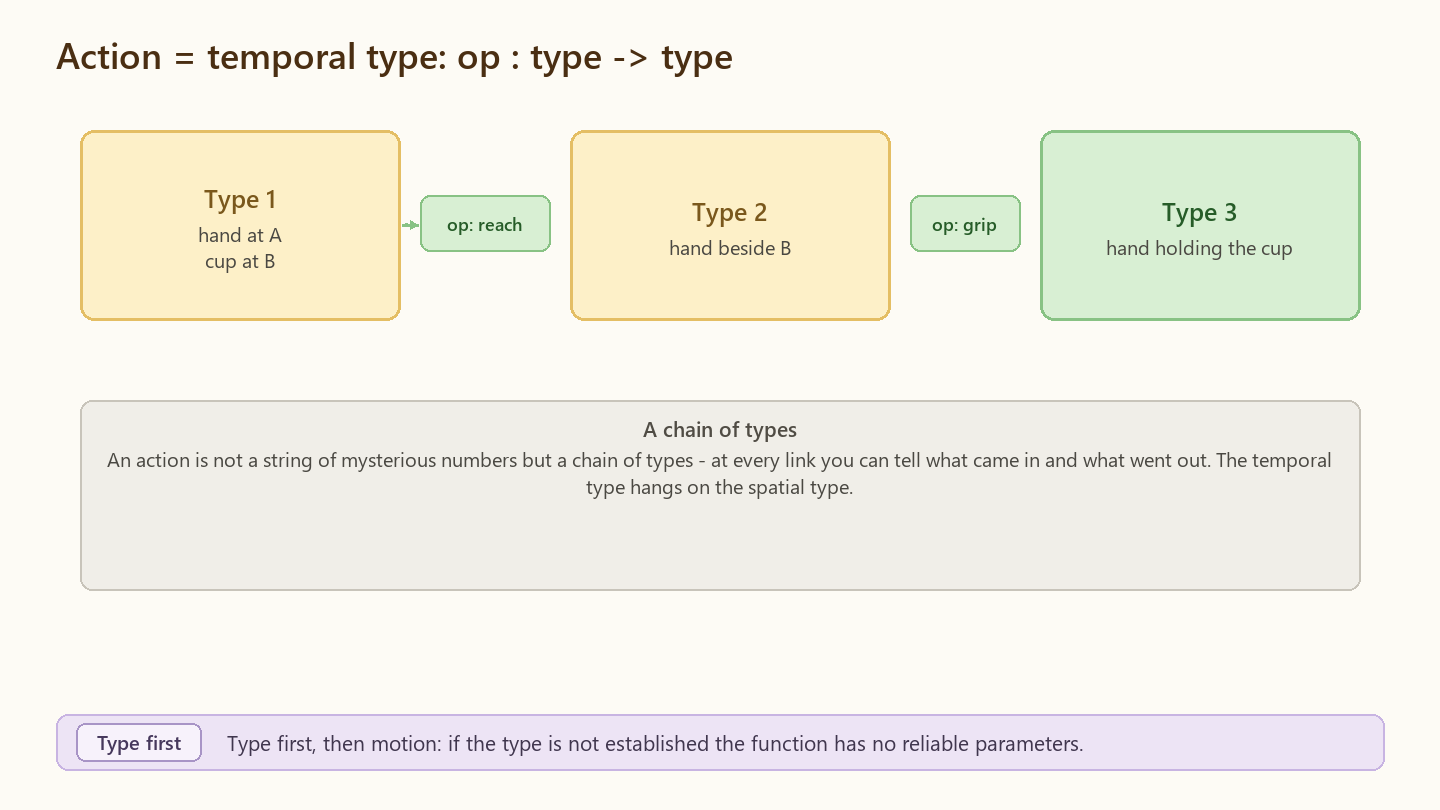 Action = temporal type: op : type -> type
Type 1
hand at A
cup at B
op: reach
Type 2
hand beside B
op: grip
Type 3
hand holding the cup
A chain of types
An action is not a string of mysterious numbers but a chain of types - at every link you can tell what came in and what went out. The temporal
type hangs on the spatial type.
Type first
Type first, then motion: if the type is not established the function has no reliable parameters.